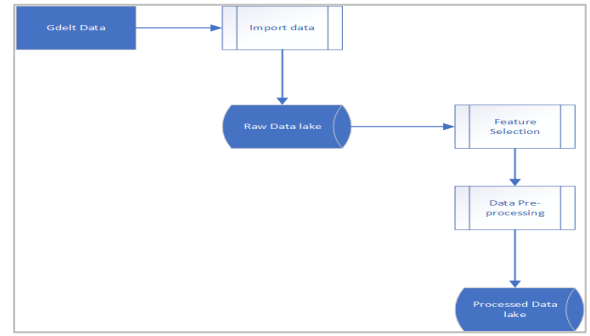 Gdelt Data
Import data
Raw Data lake
Feature
Selection
Data Pre-
processing
Processed Data
lake